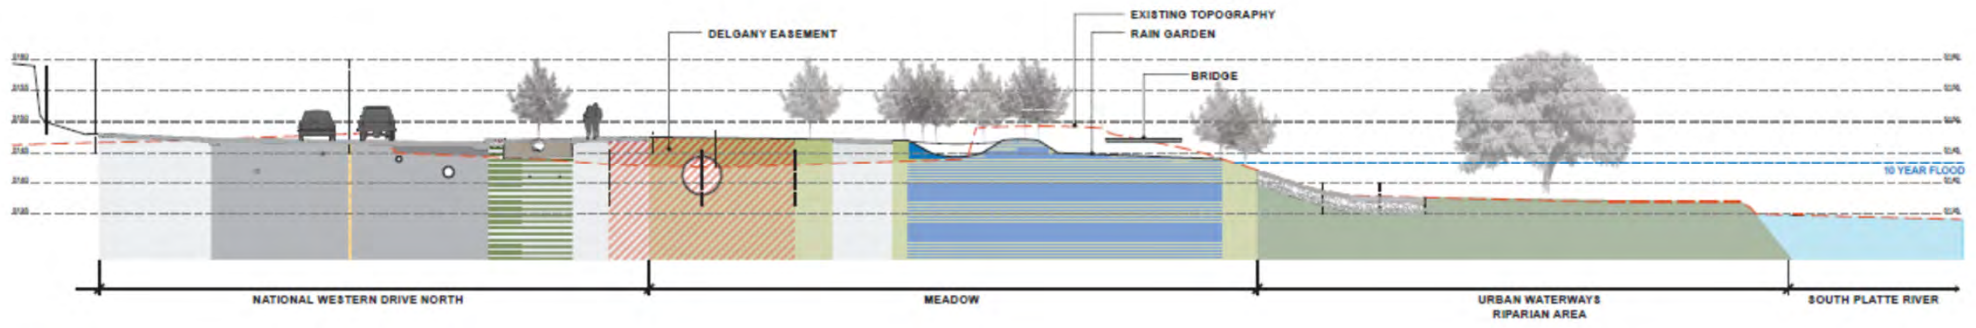 EXISTING TOPOGRAPHY
DELGANY EASEMENT
RAIN GARDEN
BRIDGE
10 YEAR FLOOD
NATIONAL WESTERN DRIVE NORTH
MEADOW
URBAN WATERWAYS
RIPARIAN AREA
SOUTH PLATTE RIVER